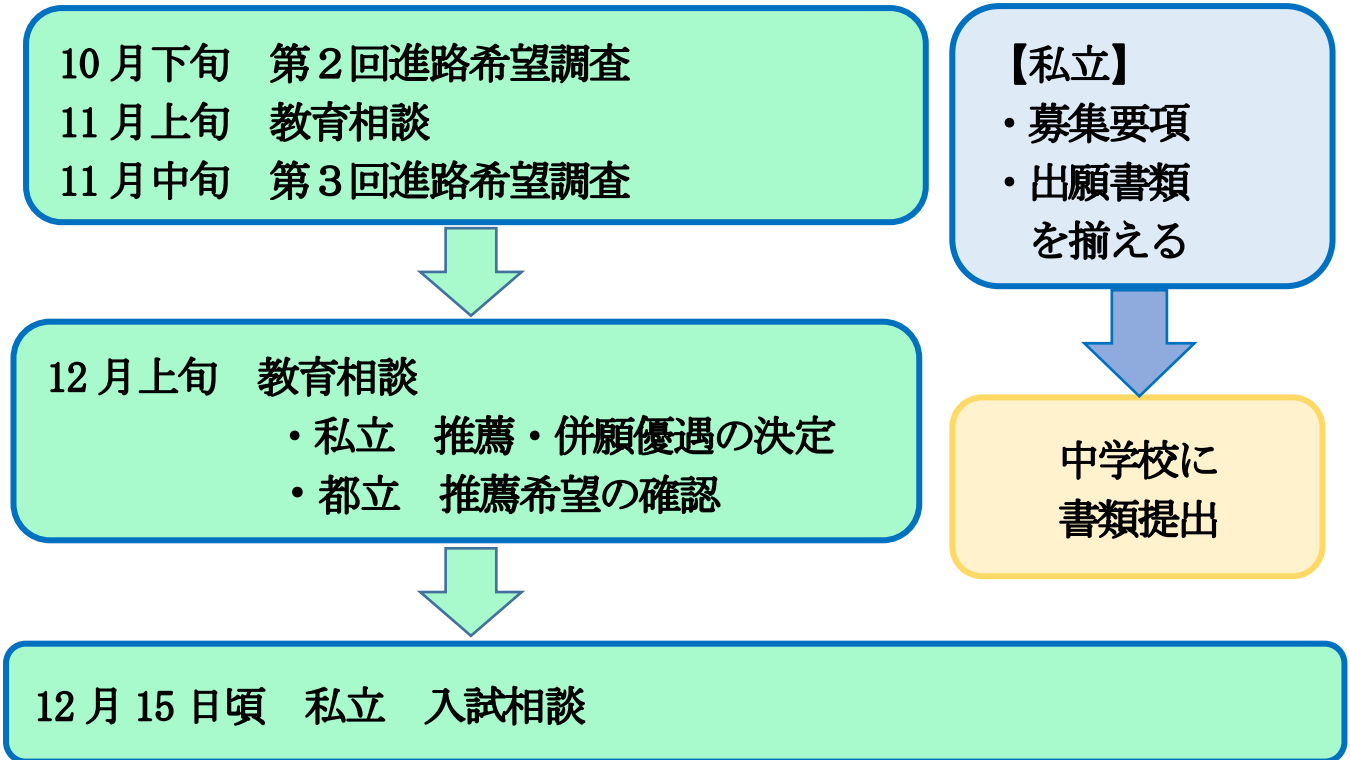 10月下旬　第２回進路希望調査
11月上旬　教育相談
11月中旬　第３回進路希望調査
【私立】
・募集要項
・出願書類
を揃える
12月上旬　教育相談
・私立　推薦・併願優遇の決定
・都立　推薦希望の確認
中学校に
書類提出
12月15日頃　私立　入試相談